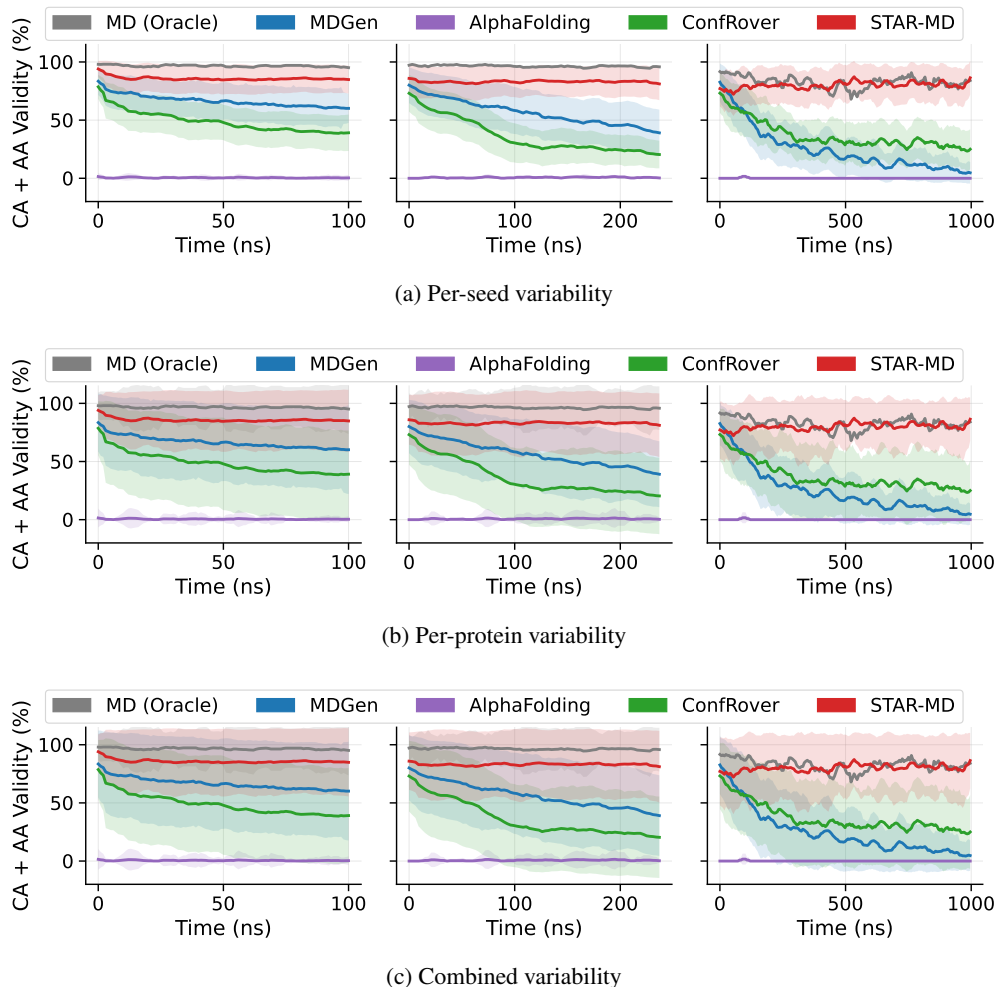 MD (Oracle) MDGen AlphaFolding ConfRover STAR-MD
CA + AA Validity (%)
100
50
0
0 50 100
0 100 200
0 500 1000
Time (ns) Time (ns) Time (ns)
(a) Per-seed variability
MD (Oracle) MDGen AlphaFolding ConfRover STAR-MD
CA + AA Validity (%)
100
50
0
0 50 100
0 100 200
0 500 1000
Time (ns) Time (ns) Time (ns)
(b) Per-protein variability
MD (Oracle) MDGen AlphaFolding ConfRover STAR-MD
CA + AA Validity (%)
100
50
0
0 50 100
0 100 200
0 500 1000
Time (ns) Time (ns) Time (ns)
(c) Combined variability